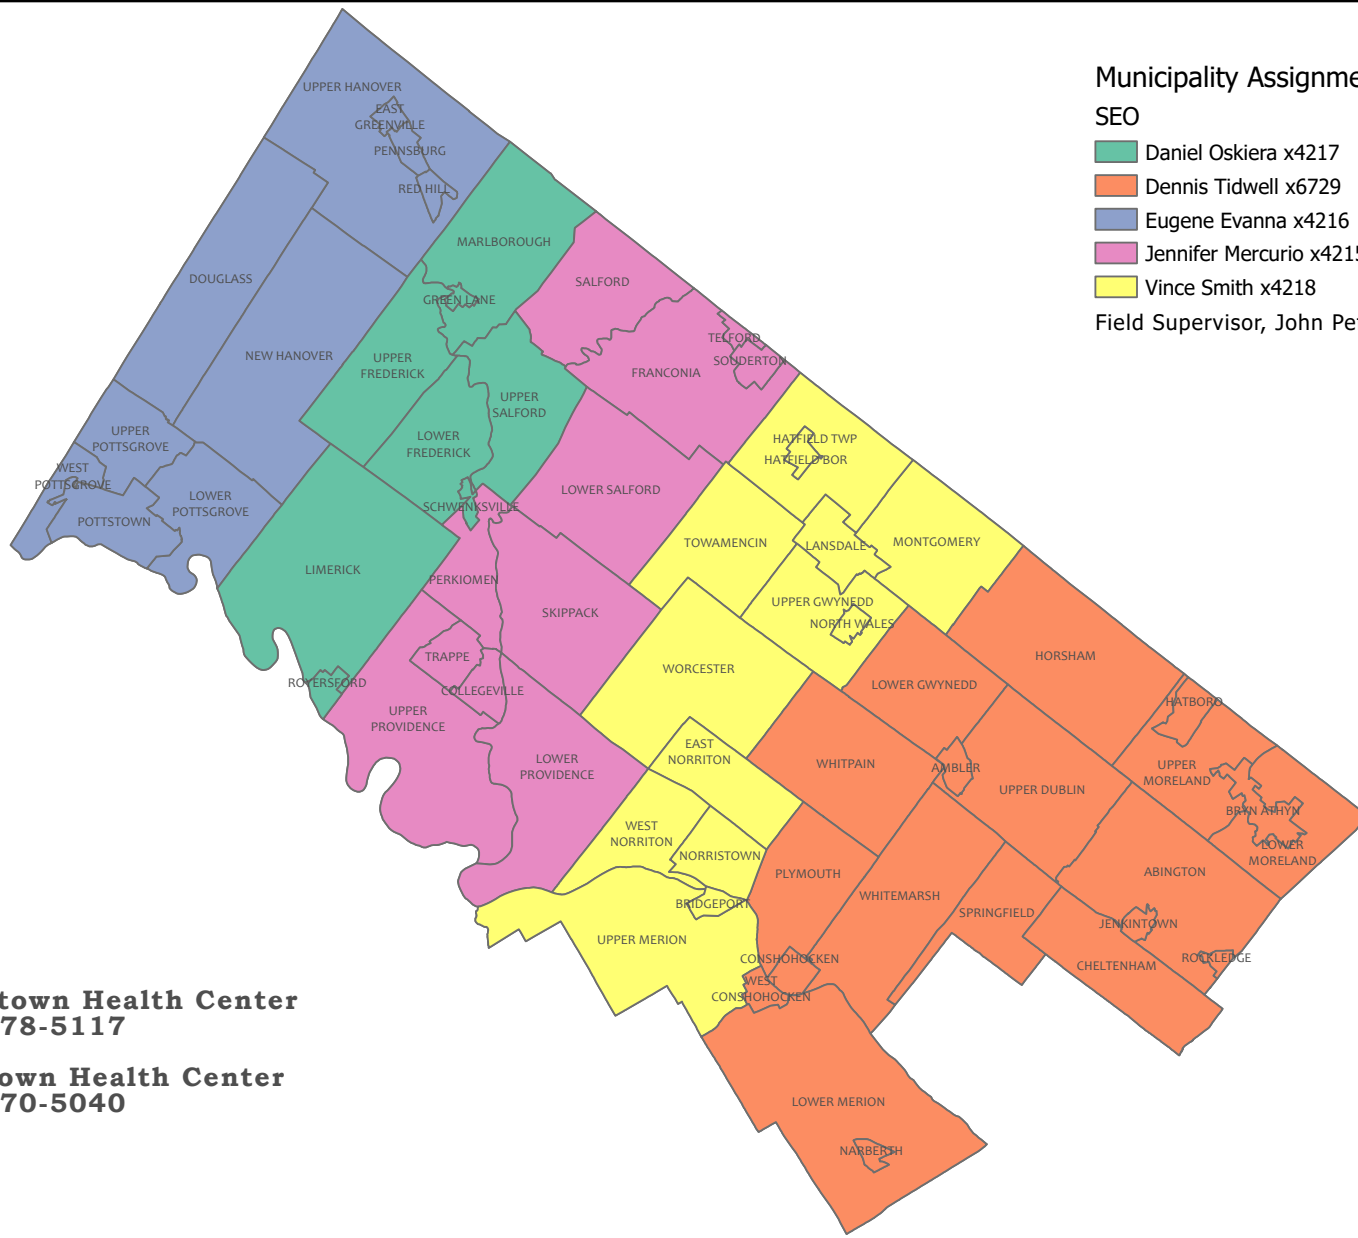 Municipality Assignme
SEO
Daniel Oskiera x4217
Dennis Tidwell x6729
Eugene Evanna x4216
Jennifer Mercurio x4215
Vince Smith x4218
Field Supervisor, John Pe
UPPER HANOVER
EAST
GREENVILLE
PENNSBURG
RED HILL
MARLBOROUGH
DOUGLASS
SALFORD
GREEN LANE
TELFORD
NEW HANOVER
UPPER
FREDERICK
SOUDERTON
FRANCONIA
UPPER
SALFORD
UPPER
POTTSGROVE
LOWER
FREDERICK
HATFIELD TWP
HATFIELD BOR
WEST
POTTSGROVE
LOWER
POTTSGROVE
LOWER SALFORD
SCHWENKSVILLE
POTTSTOWN
TOWAMENCIN
LANSDALE
MONTGOMERY
LIMERICK
PERKIOMEN
SKIPPACK
UPPER GWYNEDD
NORTH WALES
TRAPPE
WORCESTER
HORSHAM
ROYERSFORD
COLLEGEVILLE
LOWER GWYNEDD
HATBORO
UPPER
PROVIDENCE
EAST
NORRITON
LOWER
PROVIDENCE
WHITPAIN
AMBLER
UPPER
MORELAND
UPPER DUBLIN
BRYN ATHYN
WEST
NORRITON
NORRISTOWN
LOWER
MORELAND
PLYMOUTH
ABINGTON
WHITEMARSH
BRIDGEPORT
SPRINGFIELD
JENKINTOWN
UPPER MERION
CONSHOHOCKEN
ROCKLEDGE
CHELTENHAM
WEST
CONSHOHOCKEN
town Health Center
78-5117
own Health Center
70-5040
LOWER MERION
NARBERTH